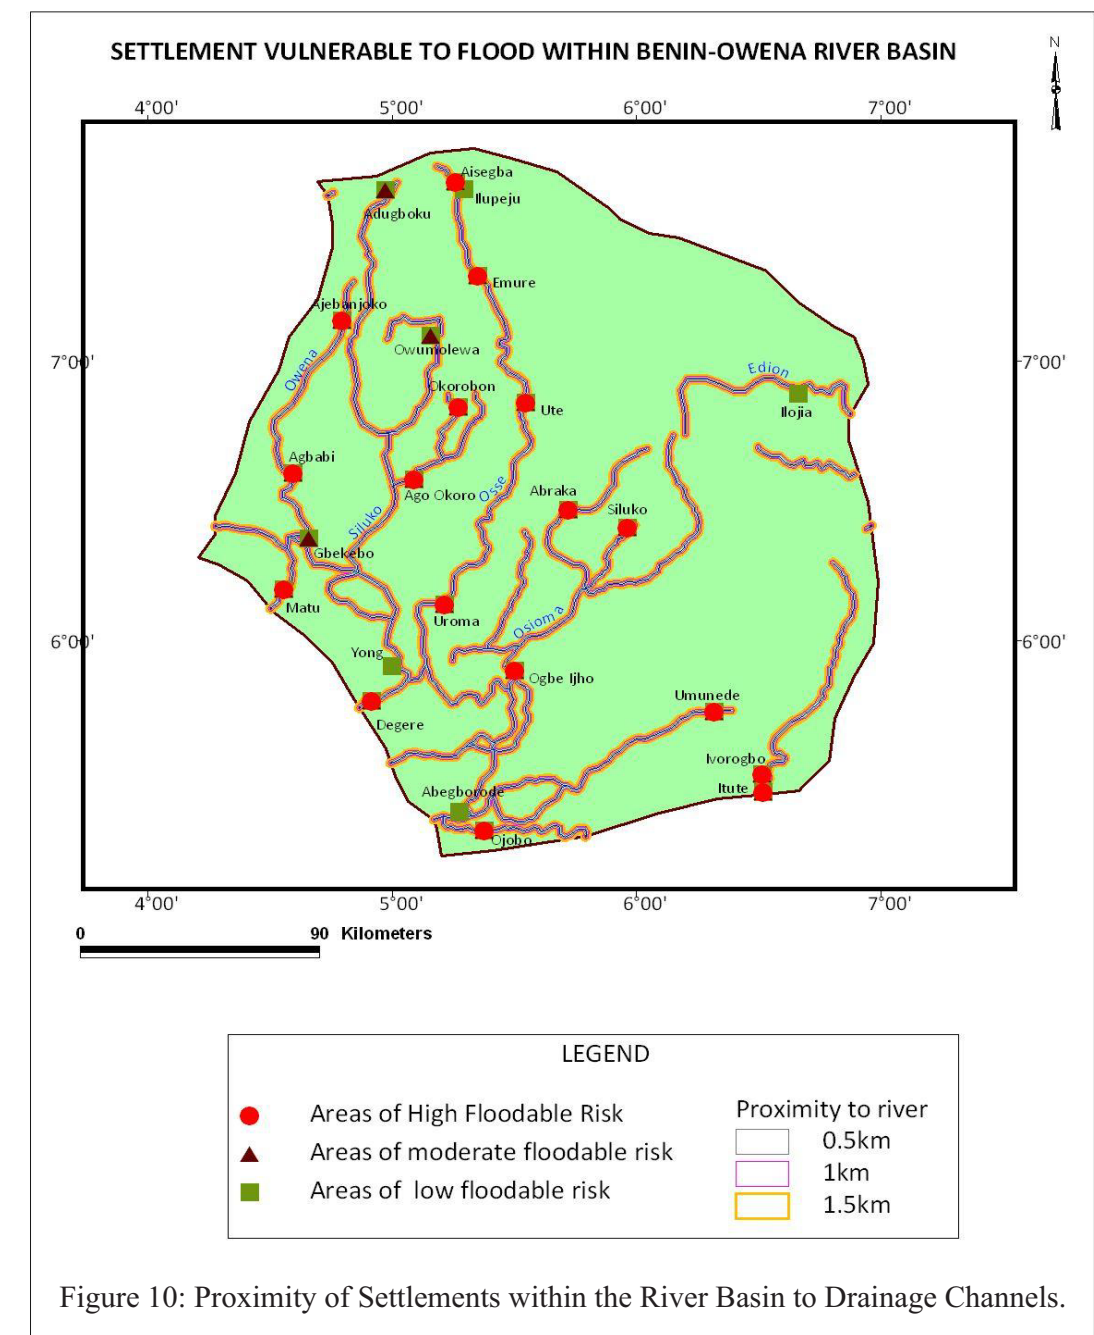 SETTLEMENT VULNERABLE TO FLOOD WITHIN BENIN-OWENA RIVER BASIN
N
4°00'
5°00'
6°00'
7°00'
Aisegba
Ilupeju
Adugboku
Emure
Ajebanjoko
Owumolewa
7°00'
7°00'
Owena
Edion
Okorobon
Ute
Ilojia
Agbabi
Ago Okoro
Osse
Abraka
Siluko
Siluko
Gbekebo
Matu
Uroma
Osioma
6°00'
6°00'
Yong
Ogbe Ijho
Degere
Umunede
Ivorogbo
Itute
Abegborode
Ojobo
4°00'
5°00'
6°00'
7°00'
0
90 Kilometers
LEGEND
Areas of High Floodable Risk
Areas of moderate floodable risk
Areas of low floodable risk
Proximity to river
0.5km
1km
1.5km
Figure 10: Proximity of Settlements within the River Basin to Drainage Channels.